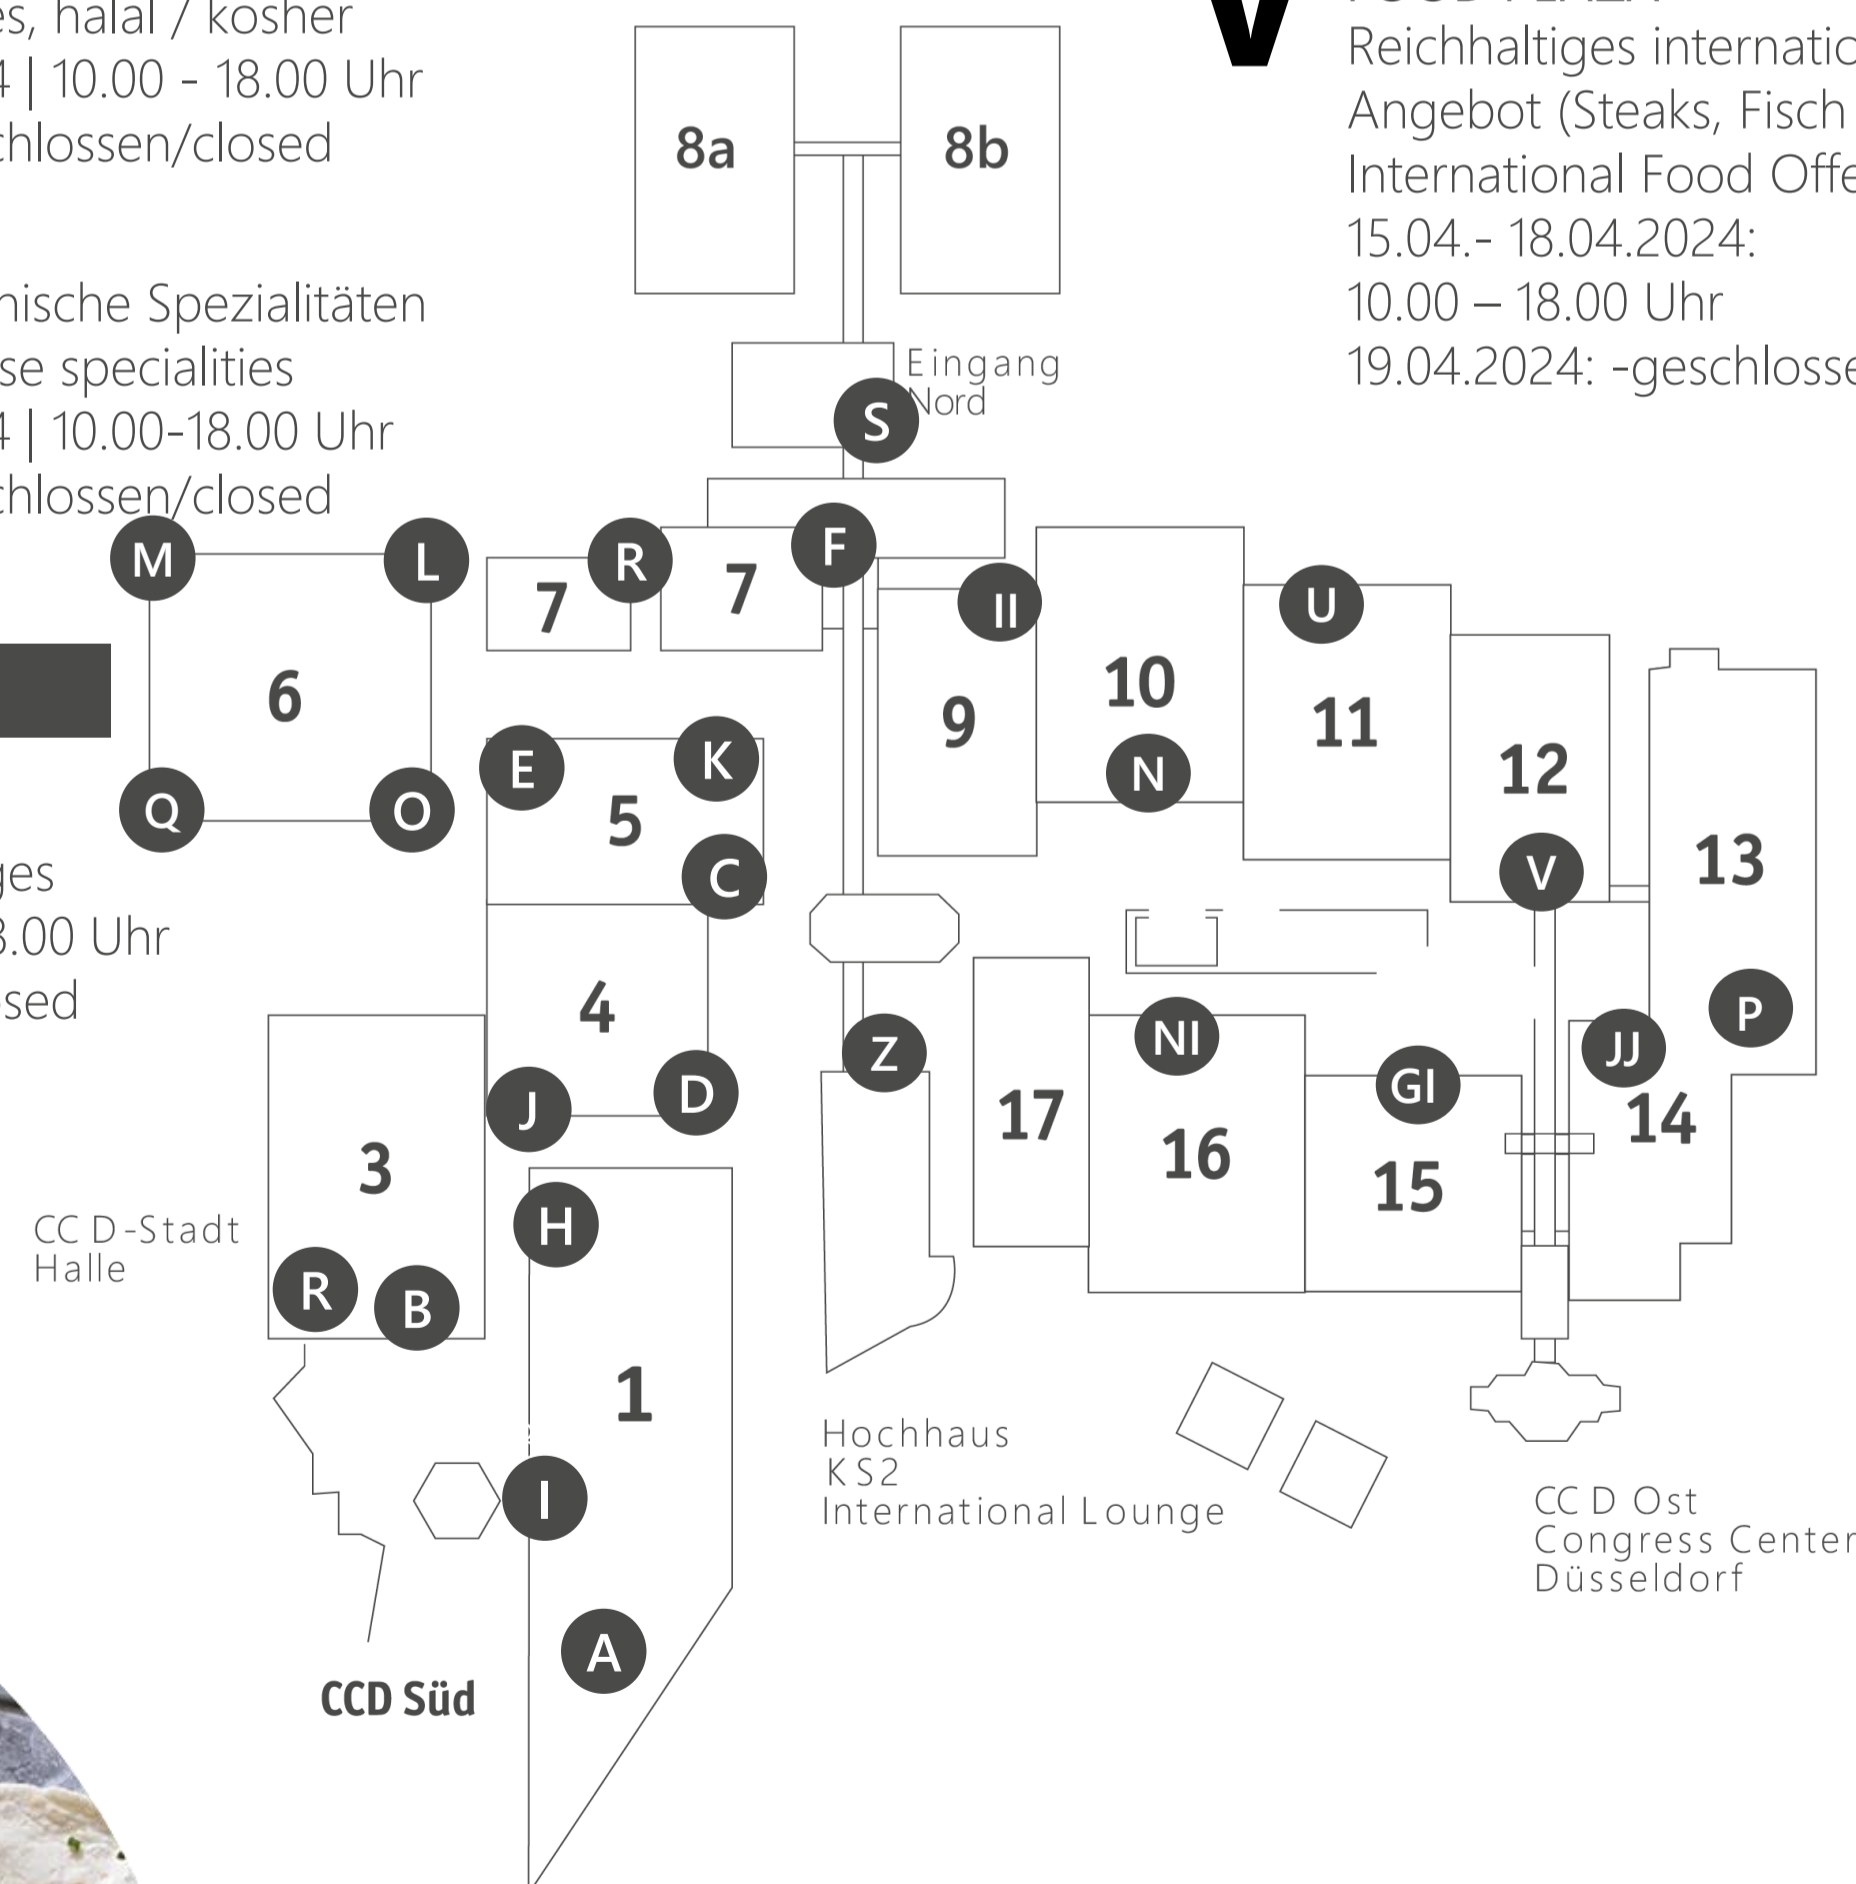 es, halal / kosher
4 | 10.00 - 18.00 Uhr
chlossen/closed
nische Spezialitäten
se specialities
4 | 10.00-18.00 Uhr
chlossen/closed
ges
8.00 Uhr
sed
V
Reichhaltiges internatio
Angebot (Steaks, Fisch
International Food Offe
15.04.- 18.04.2024:
10.00 – 18.00 Uhr
19.04.2024: -geschlosse
8a
8b
Eingang
Nord
S
M
L
R
F
7
7
II
U
6
9
10
11
12
13
E
K
N
5
Q
O
C
V
4
Z
NI
GI
JJ
P
J
D
17
16
15
14
3
H
CC D-Stadt
Halle
R
B
1
I
A
Hochhaus
KS2
International Lounge
CC D Ost
Congress Center
Düsseldorf
CCD Süd